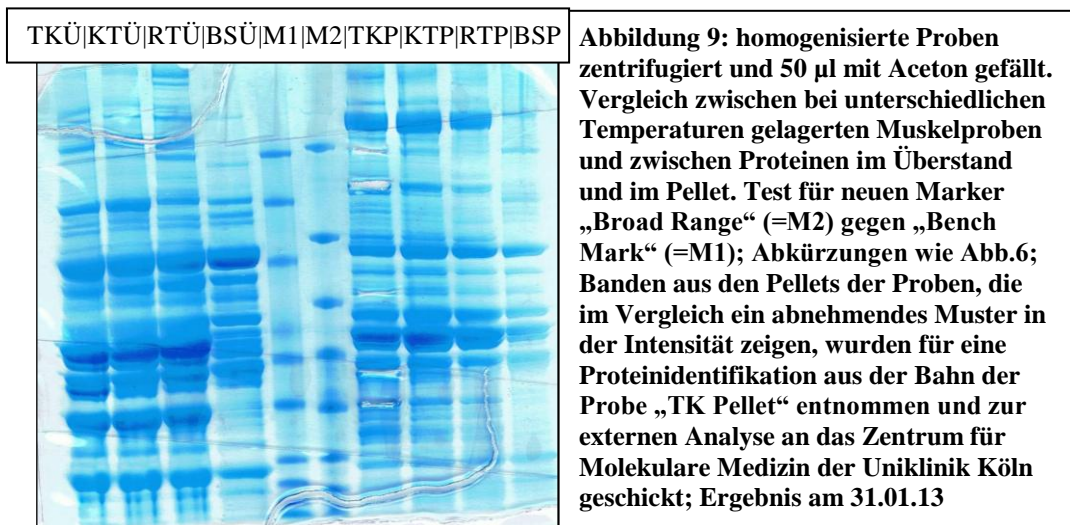 TKÜ|KTÜ|RTÜ|BSÜ|M1|M2|TKP|KTP|RTP|BSP
Abbildung 9: homogenisierte Proben
zentrifugiert und 50 µl mit Aceton gefällt.
Vergleich zwischen bei unterschiedlichen
Temperaturen gelagerten Muskelproben
und zwischen Proteinen im Überstand
und im Pellet. Test für neuen Marker
„Broad Range“ (=M2) gegen „Bench
Mark“ (=M1); Abkürzungen wie Abb.6;
Banden aus den Pellets der Proben, die
im Vergleich ein abnehmendes Muster in
der Intensität zeigen, wurden für eine
Proteinidentifikation aus der Bahn der
Probe „TK Pellet“ entnommen und zur
externen Analyse an das Zentrum für
Molekulare Medizin der Uniklinik Köln
geschickt; Ergebnis am 31.01.13